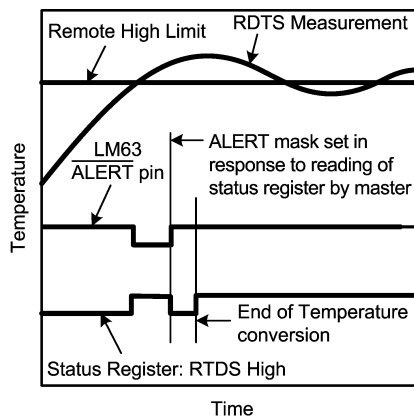 RDTS Measurement
Remote High Limit
LM63
ALERT pin
ALERT mask set in
response to reading of
status register by master
End of Temperature
conversion
Status Register: RTDS High
Temperature
Time